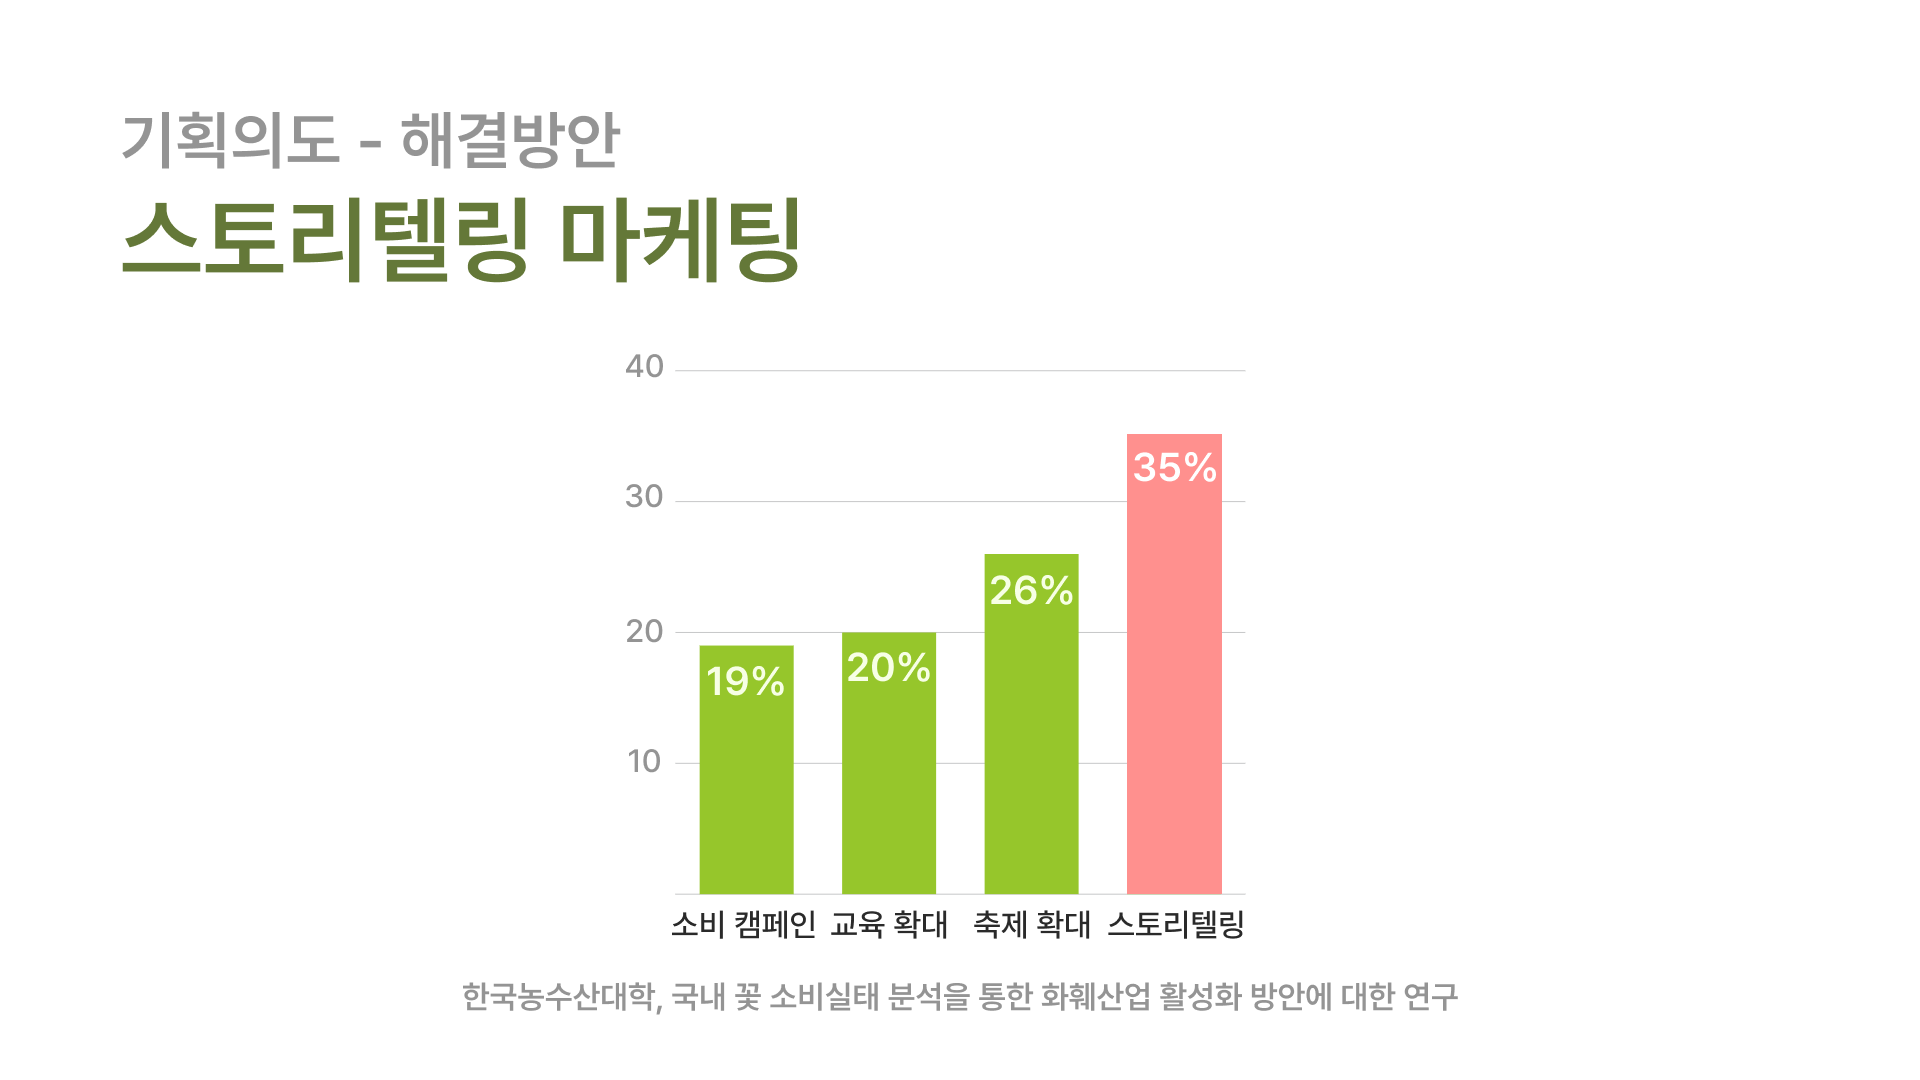 기획의도 - 해결방안
스토리텔링 마케팅
40
30
20
10
19%
20%
26%
35%
소비 캠페인 교육 확대 축제 확대 스토리텔링
한국농수산대학, 국내 꽃 소비실태 분석을 통한 화훼산업 활성화 방안에 대한 연구